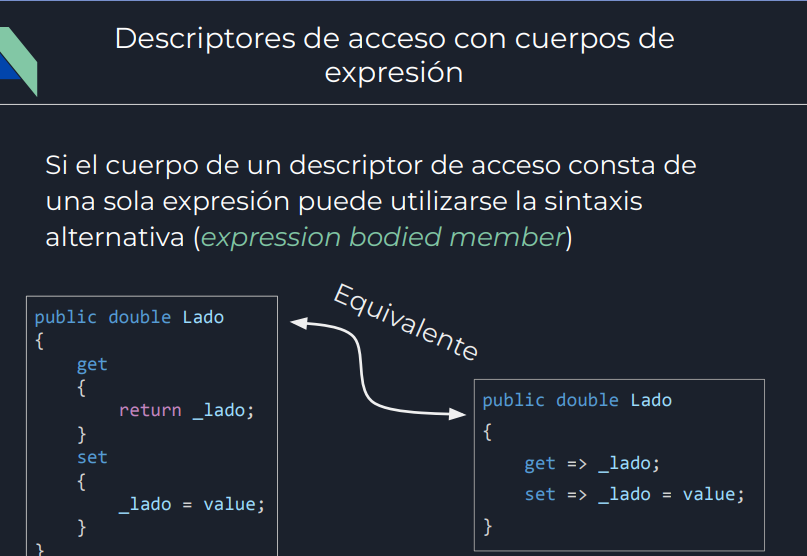 Descriptores de acceso con cuerpos de
expresión
Si el cuerpo de un descriptor de acceso consta de
una sola expresión puede utilizarse la sintaxis
alternativa (expression bodied member)
Equivalente
public double Lado
{
    get
    {
        return _lado;
    }
    set
    {
        _lado = value;
    }
}
public double Lado
{
    get => _lado;
    set => _lado = value;
}